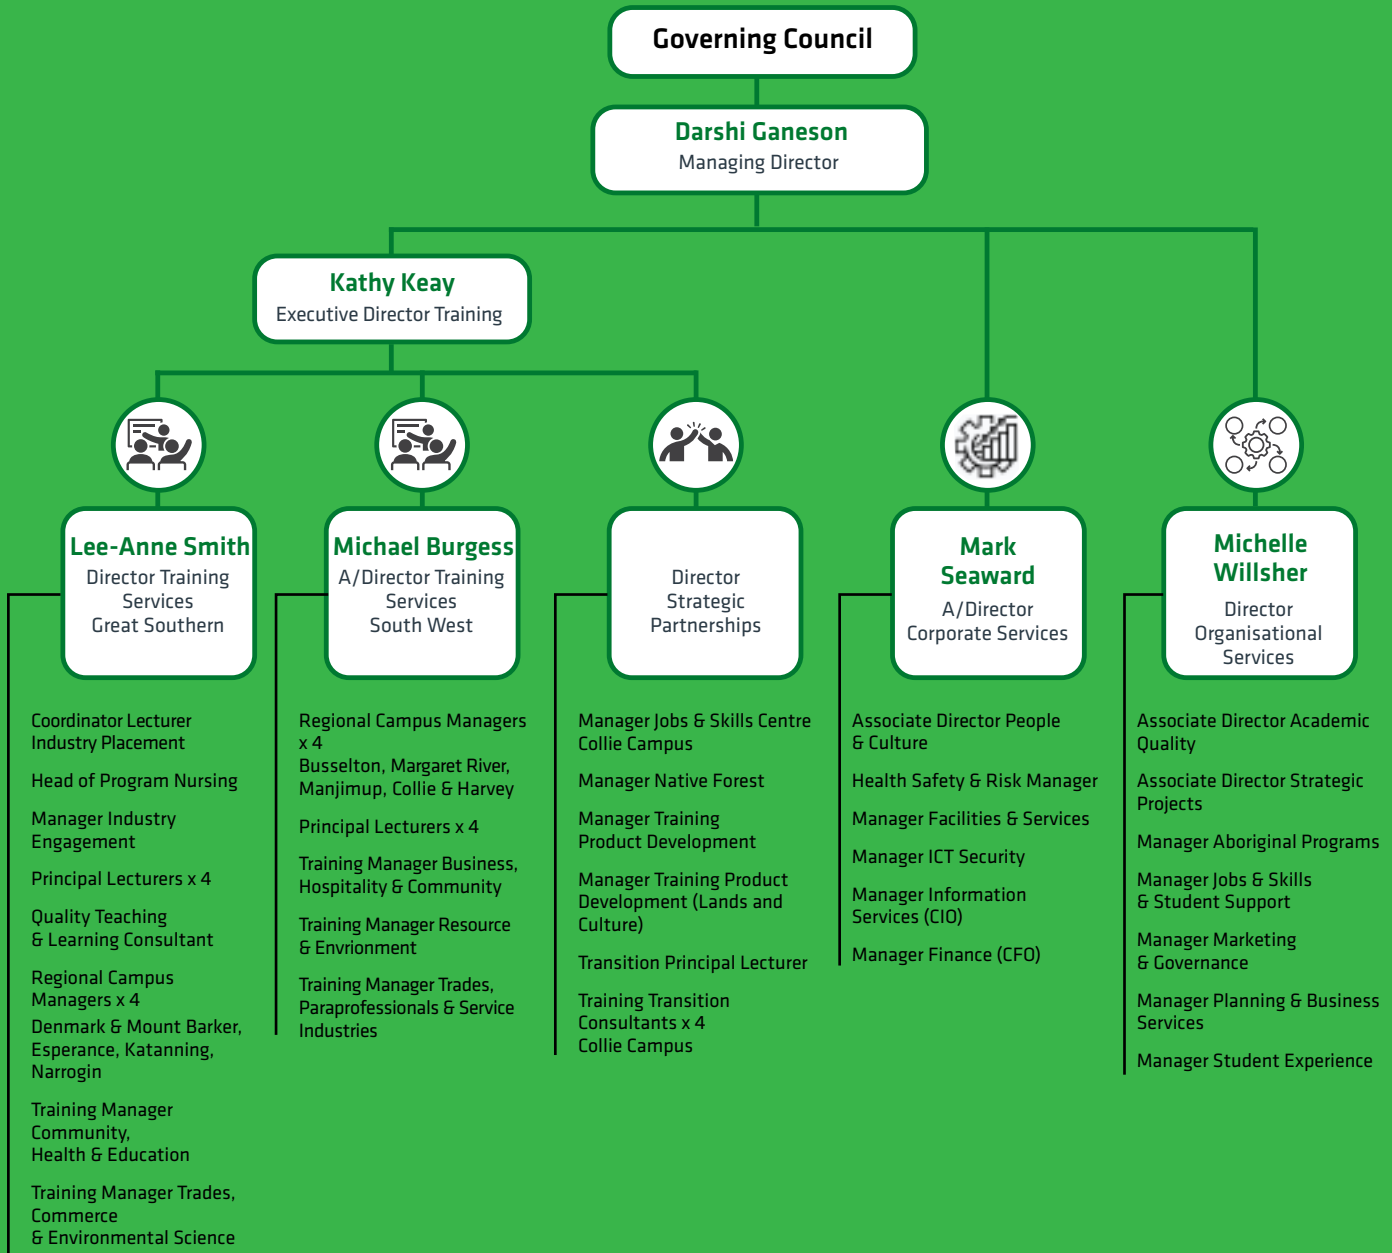 Governing Council
Darshi Ganeson
Managing Director
Kathy Keay
Executive Director Training
Lee-Anne Smith
Director Training
Services
Great Southern
Michael Burgess
A/Director Training
Services
South West
Director
Strategic
Partnerships
Mark
Seaward
A/Director
Corporate Services
Michelle
Willsher
Director
Organisational
Services
Coordinator Lecturer
Industry Placement
Head of Program Nursing
Manager Industry
Engagement
Principal Lecturers x 4
Quality Teaching
& Learning Consultant
Regional Campus
Managers x 4
Denmark & Mount Barker,
Esperance, Katanning,
Narrogin
Training Manager
Community,
Health & Education
Training Manager Trades,
Commerce
& Environmental Science
Regional Campus Managers
x 4
Busselton, Margaret River,
Manjimup, Collie & Harvey
Principal Lecturers x 4
Training Manager Business,
Hospitality & Community
Training Manager Resource
& Envrionment
Training Manager Trades,
Paraprofessionals & Service
Industries
Manager Jobs & Skills Centre
Collie Campus
Manager Native Forest
Manager Training
Product Development
Manager Training Product
Development (Lands and
Culture)
Transition Principal Lecturer
Training Transition
Consultants x 4
Collie Campus
Associate Director People
& Culture
Health Safety & Risk Manager
Manager Facilities & Services
Manager ICT Security
Manager Information
Services (CIO)
Manager Finance (CFO)
Associate Director Academic
Quality
Associate Director Strategic
Projects
Manager Aboriginal Programs
Manager Jobs & Skills
& Student Support
Manager Marketing
& Governance
Manager Planning & Business
Services
Manager Student Experience